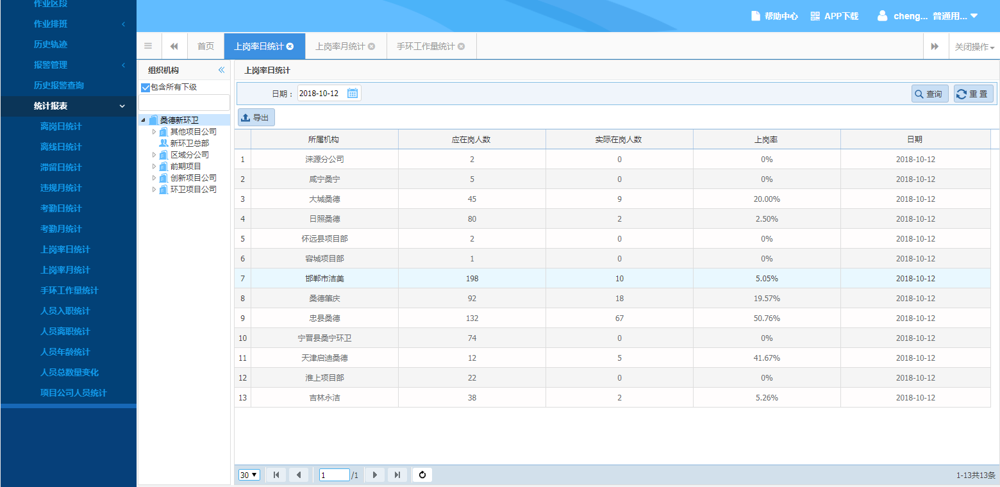 帮助中心 APP下载 cheng... 普通用...
作业区段
作业排班
历史轨迹
报警管理
历史报警查询
统计报表
离岗日统计
离线日统计
滞留日统计
违规月统计
考勤日统计
考勤月统计
上岗率日统计
上岗率月统计
手环工作量统计
人员入职统计
人员离职统计
人员年龄统计
人员总数量变化
项目公司人员统计
首页 上岗率日统计 上岗率月统计 手环工作量统计 关闭操作
组织机构
包含所有下级
桑德新环卫
其他项目公司
新环卫总部
区域分公司
前期项目
创新项目公司
环卫项目公司
上岗率日统计
日期： 2018-10-12 查询 重 置
导出
所属机构 应在岗人数 实际在岗人数 上岗率 日期
1 涞源分公司 2 0 0% 2018-10-12
2 咸宁桑宁 5 0 0% 2018-10-12
3 大城桑德 45 9 20.00% 2018-10-12
4 日照桑德 80 2 2.50% 2018-10-12
5 怀远县项目部 2 0 0% 2018-10-12
6 容城项目部 1 0 0% 2018-10-12
7 邯郸市洁美 198 10 5.05% 2018-10-12
8 桑德肇庆 92 18 19.57% 2018-10-12
9 忠县桑德 132 67 50.76% 2018-10-12
10 宁晋县桑宁环卫 74 0 0% 2018-10-12
11 天津启迪桑德 12 5 41.67% 2018-10-12
12 淮上项目部 22 0 0% 2018-10-12
13 吉林永洁 38 2 5.26% 2018-10-12
30 1 /1 1-13共13条